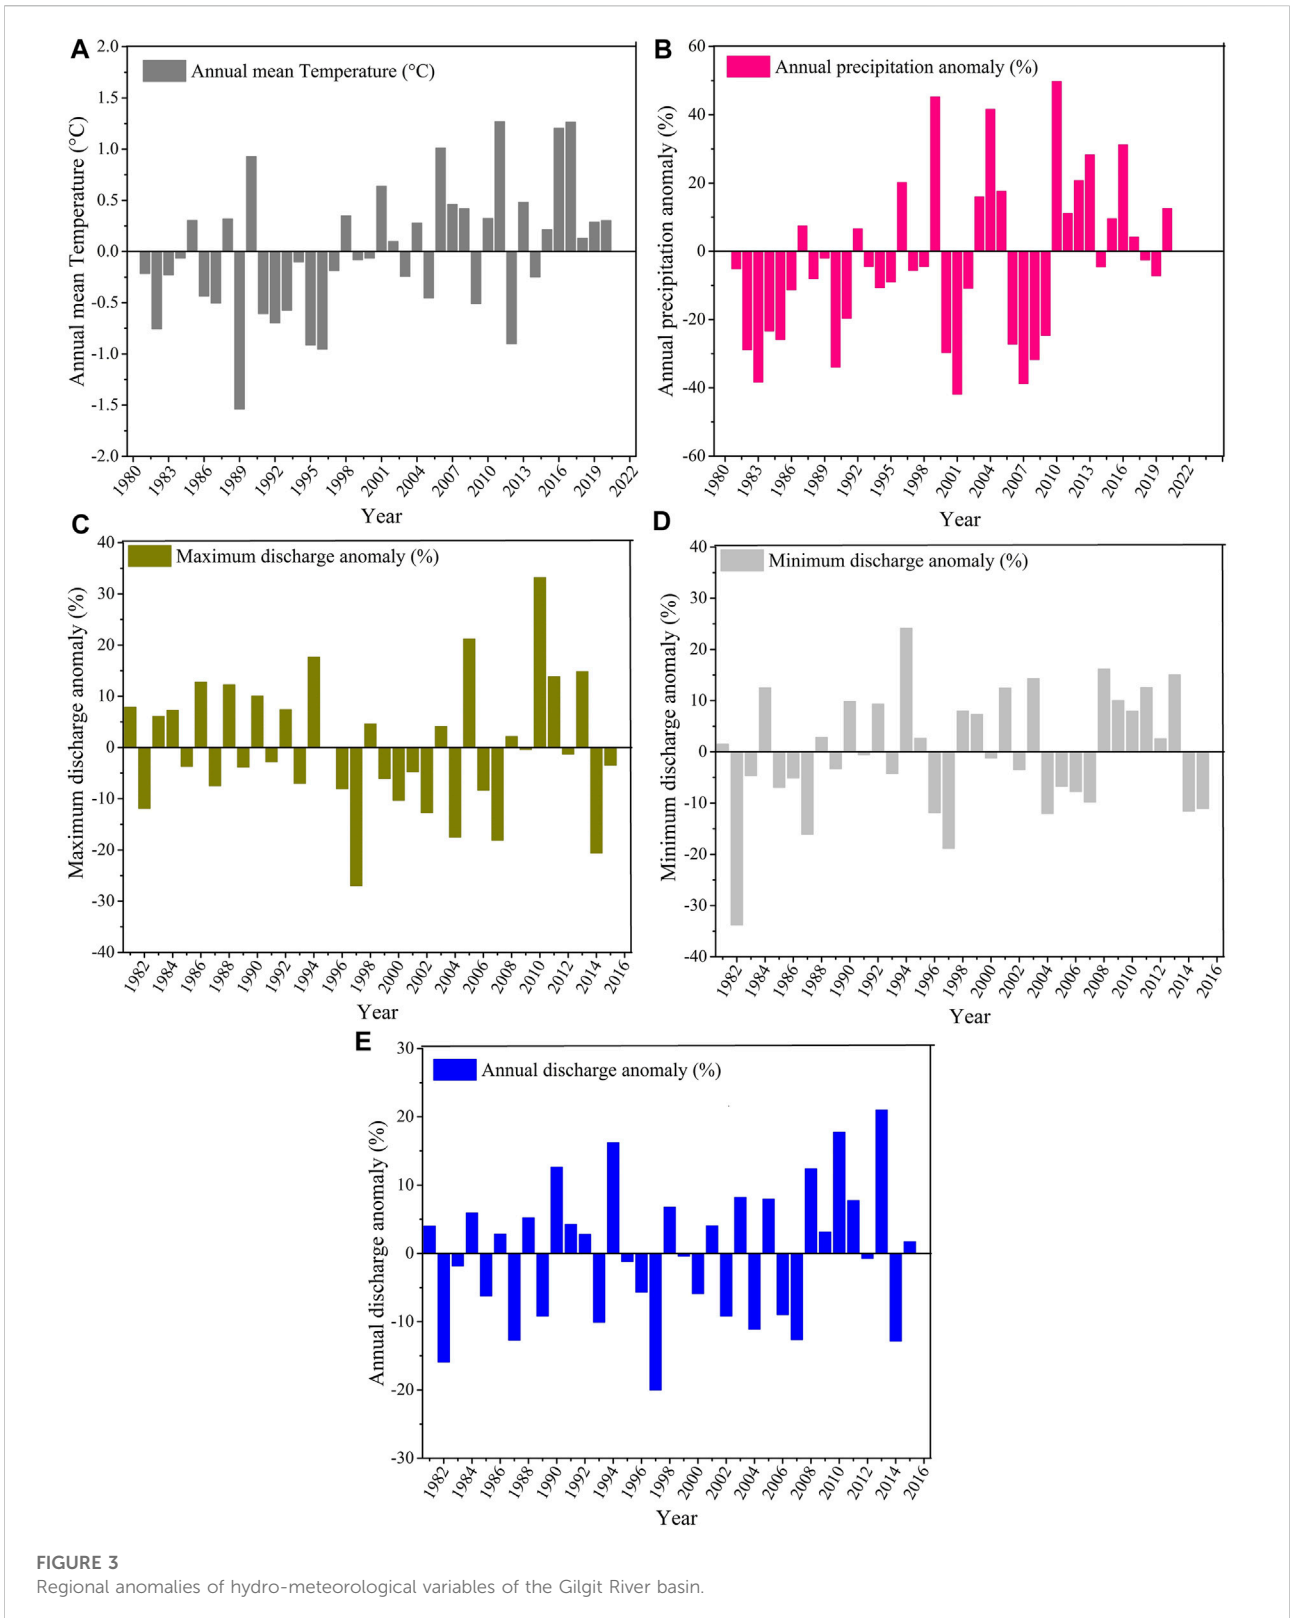 A
2.0
1.5
1.0
0.5
0.0
-0.5
-1.0
-1.5
-2.0
Annual mean Temperature (°C)
Annual mean Temperature (°C)
1980 1983 1986 1989 1992 1995 1998 2001 2004 2007 2010 2013 2016 2019 2022
Year
B
60
40
20
0
-20
-40
-60
Annual precipitation anomaly (%)
Annual precipitation anomaly (%)
1980 1983 1986 1989 1992 1995 1998 2001 2004 2007 2010 2013 2016 2019 2022
Year
C
40
30
20
10
0
-10
-20
-30
-40
Maximum discharge anomaly (%)
Maximum discharge anomaly (%)
1982 1984 1986 1988 1990 1992 1994 1996 1998 2000 2002 2004 2006 2008 2010 2012 2014 2016
Year
D
40
30
20
10
0
-10
-20
-30
-40
Minimum discharge anomaly (%)
Minimum discharge anomaly (%)
1982 1984 1986 1988 1990 1992 1994 1996 1998 2000 2002 2004 2006 2008 2010 2012 2014 2016
Year
E
30
20
10
0
-10
-20
-30
Annual discharge anomaly (%)
Annual discharge anomaly (%)
1982 1984 1986 1988 1990 1992 1994 1996 1998 2000 2002 2004 2006 2008 2010 2012 2014 2016
Year
FIGURE 3
Regional anomalies of hydro-meteorological variables of the Gilgit River basin.